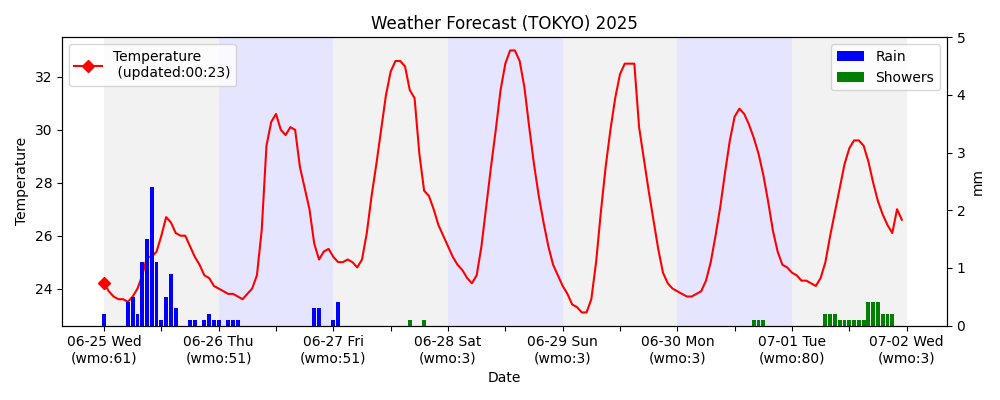 Weather Forecast (TOKYO) 2025
Temperature
(updated:00:23)
Rain
Showers
Temperature
32
30
28
26
24
5
4
3
2
1
0
mm
06-25 Wed
(wmo:61)
06-26 Thu
(wmo:51)
06-27 Fri
(wmo:51)
06-28 Sat
(wmo:3)
06-29 Sun
(wmo:3)
06-30 Mon
(wmo:3)
07-01 Tue
(wmo:80)
07-02 Wed
(wmo:3)
Date